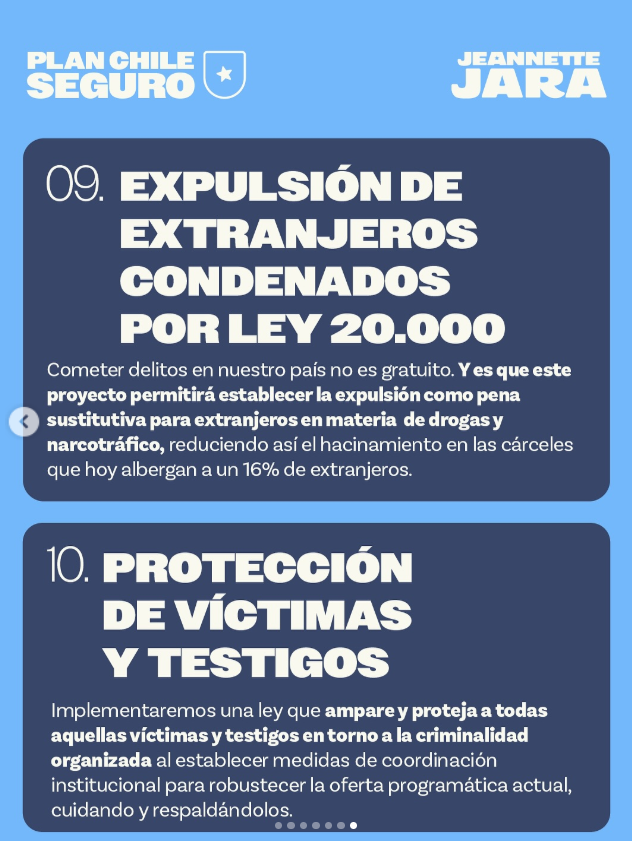 PLAN CHILE
SEGURO
JEANNETTE
JARA
09. EXPULSIÓN DE
EXTRANJEROS
CONDENADOS
POR LEY 20.000
Cometer delitos en nuestro país no es gratuito. Y es que este
proyecto permitirá establecer la expulsión como pena
sustitutiva para extranjeros en materia de drogas y
narcotráfico, reduciendo así el hacinamiento en las cárceles
que hoy albergan a un 16% de extranjeros.
10. PROTECCIÓN
DE VÍCTIMAS
Y TESTIGOS
Implementaremos una ley que ampare y proteja a todas
aquellas víctimas y testigos en torno a la criminalidad
organizada al establecer medidas de coordinación
institucional para robustecer la oferta programática actual,
cuidando y respaldándolos.